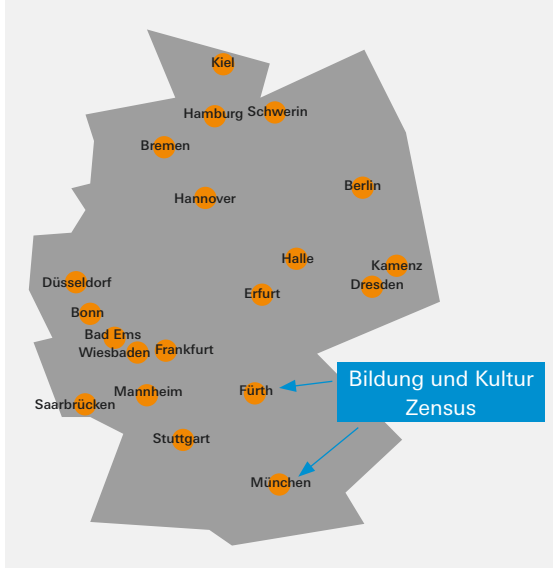 Kiel
Hamburg
Schwerin
Bremen
Berlin
Hannover
Halle
Kamenz
Düsseldorf
Dresden
Erfurt
Bonn
Bad Ems
Wiesbaden
Frankfurt
Bildung und Kultur
Zensus
Mannheim
Fürth
Saarbrücken
Stuttgart
München